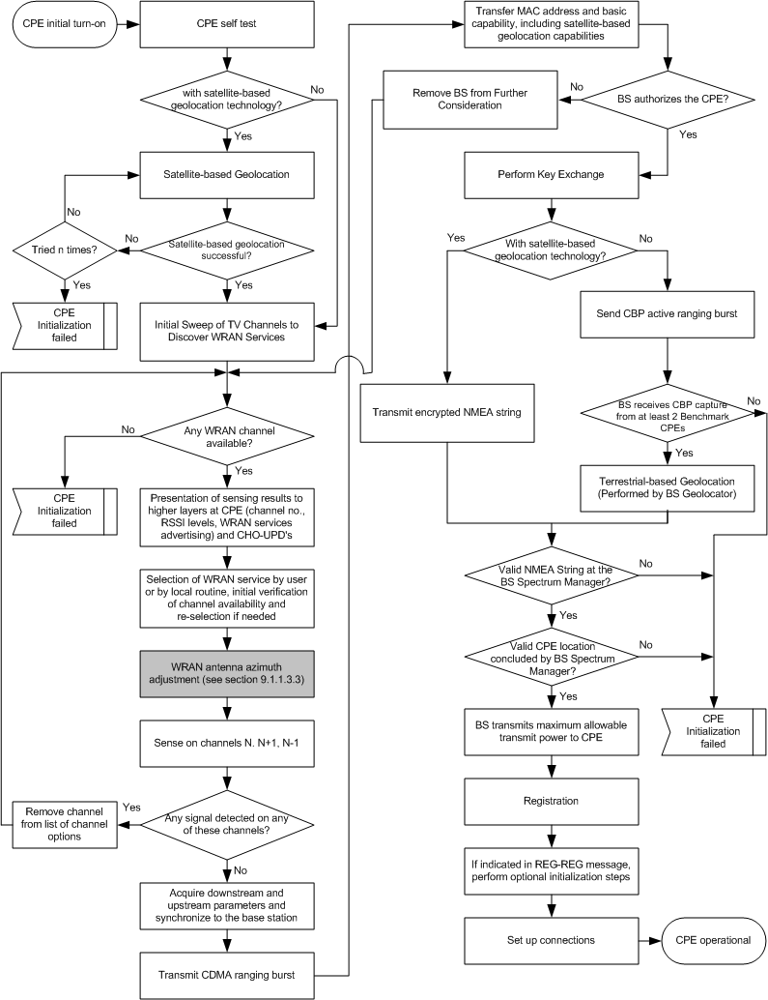 CPE initial turn-on
CPE self test
with satellite-based
geolocation technology?
No
Yes
Satellite-based Geolocation
No
Tried n times?
No
Satellite-based geolocation
successful?
Yes
Yes
CPE
Initialization
failed
Initial Sweep of TV Channels to
Discover WRAN Services
No
Any WRAN channel
available?
Yes
CPE
Initialization
failed
Presentation of sensing results to
higher layers at CPE (channel no.,
RSSI levels, WRAN services
advertising) and CHO-UPD's
Selection of WRAN service by user
or by local routine, initial verification
of channel availability and
re-selection if needed
WRAN antenna azimuth
adjustment (see section 9.1.1.3.3)
Sense on channels N. N+1, N-1
Remove channel
from list of channel
options
Yes
Any signal detected on any
of these channels?
No
Acquire downstream and
upstream parameters and
synchronize to the base station
Transmit CDMA ranging burst
Transfer MAC address and basic
capability, including satellite-based
geolocation capabilities
Remove BS from Further
Consideration
No
BS authorizes the CPE?
Yes
Perform Key Exchange
Yes
With satellite-based
geolocation technology?
No
Send CBP active ranging burst
Transmit encrypted NMEA string
BS receives CBP capture
from at least 2 Benchmark
CPEs
No
Yes
Terrestrial-based Geolocation
(Performed by BS Geolocator)
Valid NMEA String at the
BS Spectrum Manager?
No
Yes
Valid CPE location
concluded by BS Spectrum
Manager?
No
Yes
BS transmits maximum allowable
transmit power to CPE
CPE
Initialization
failed
Registration
If indicated in REG-REG message,
perform optional initialization steps
Set up connections
CPE operational